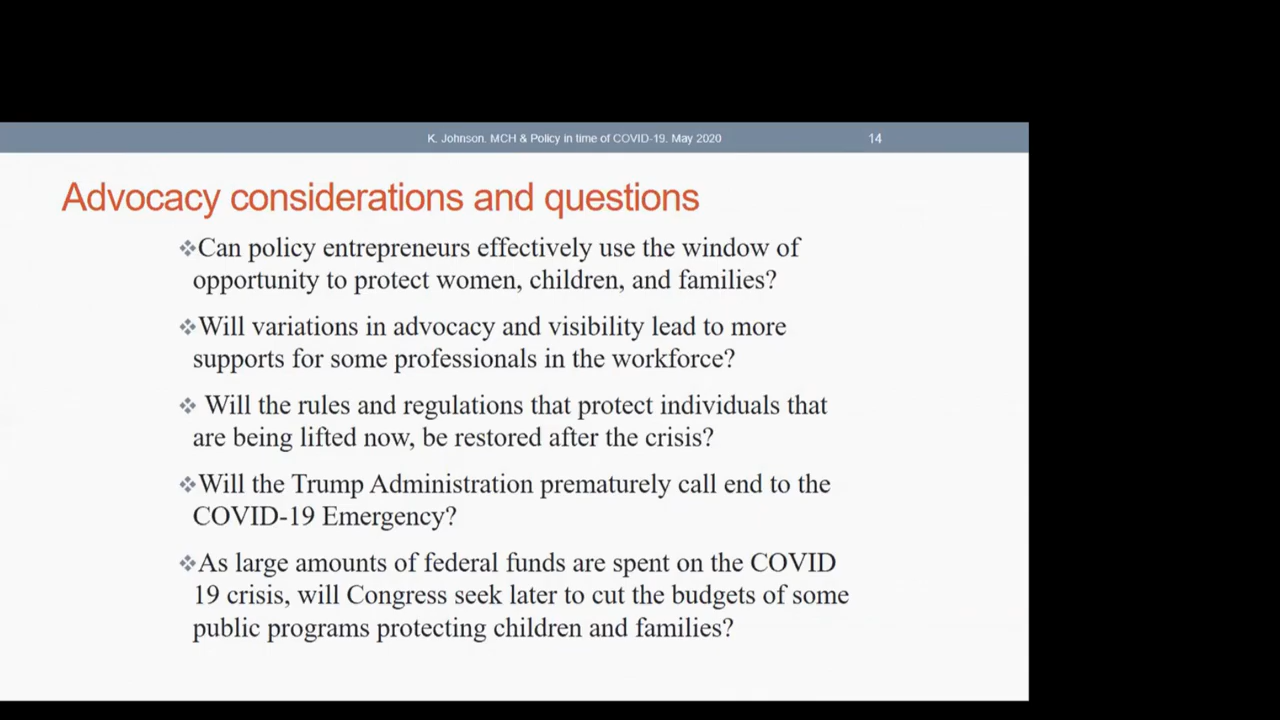 K. Johnson. MCH & Policy in time of COVID-19. May 2020 14
Advocacy considerations and questions
❖Can policy entrepreneurs effectively use the window of
opportunity to protect women, children, and families?
❖Will variations in advocacy and visibility lead to more
supports for some professionals in the workforce?
❖ Will the rules and regulations that protect individuals that
are being lifted now, be restored after the crisis?
❖Will the Trump Administration prematurely call end to the
COVID-19 Emergency?
❖As large amounts of federal funds are spent on the COVID
19 crisis, will Congress seek later to cut the budgets of some
public programs protecting children and families?